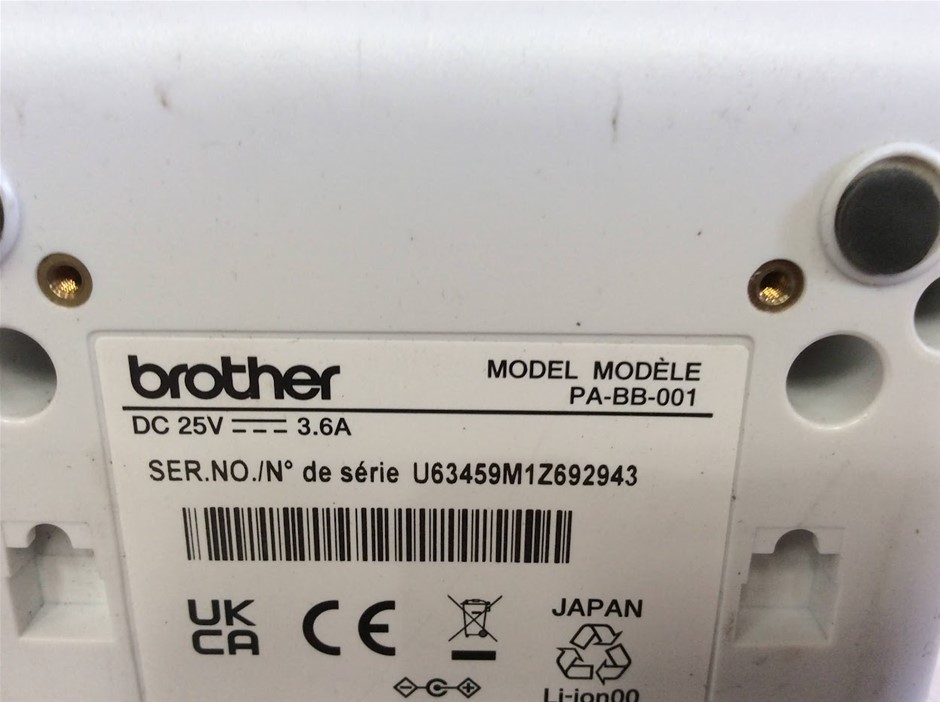 brother
MODEL MODÈLE
PA-BB-001
DC 25V 3.6A
SER.NO./N° de série U63459M1Z692943
UK
CA
CE
JAPAN
Li-ion00